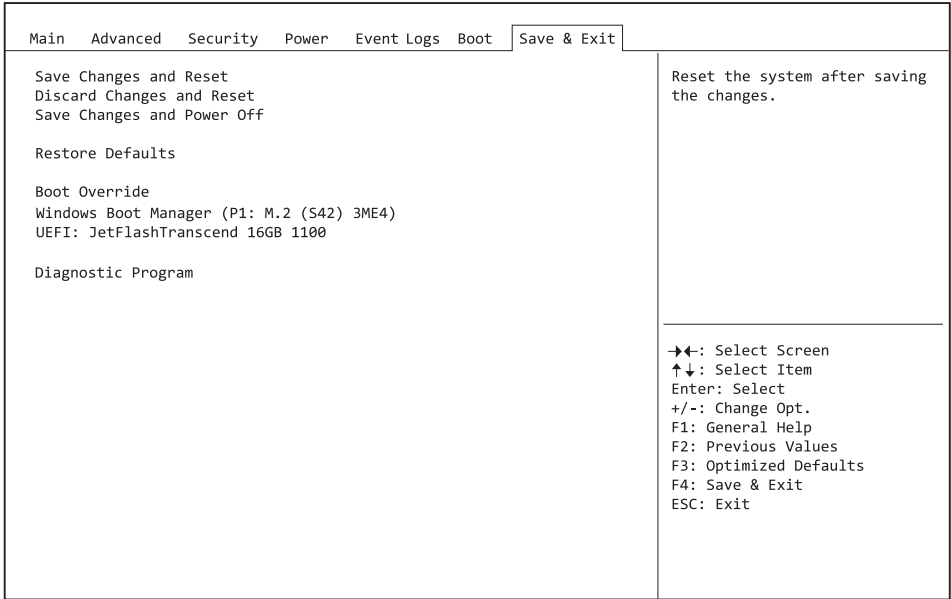 Main Advanced Security Power Event Logs Boot Save & Exit
Save Changes and Reset
Discard Changes and Reset
Save Changes and Power Off
Restore Defaults
Boot Override
Windows Boot Manager (P1: M.2 (S42) 3ME4)
UEFI: JetFlashTranscend 16GB 1100
Diagnostic Program
Reset the system after saving
the changes.
→←: Select Screen
↑↓: Select Item
Enter: Select
+/-: Change Opt.
F1: General Help
F2: Previous Values
F3: Optimized Defaults
F4: Save & Exit
ESC: Exit